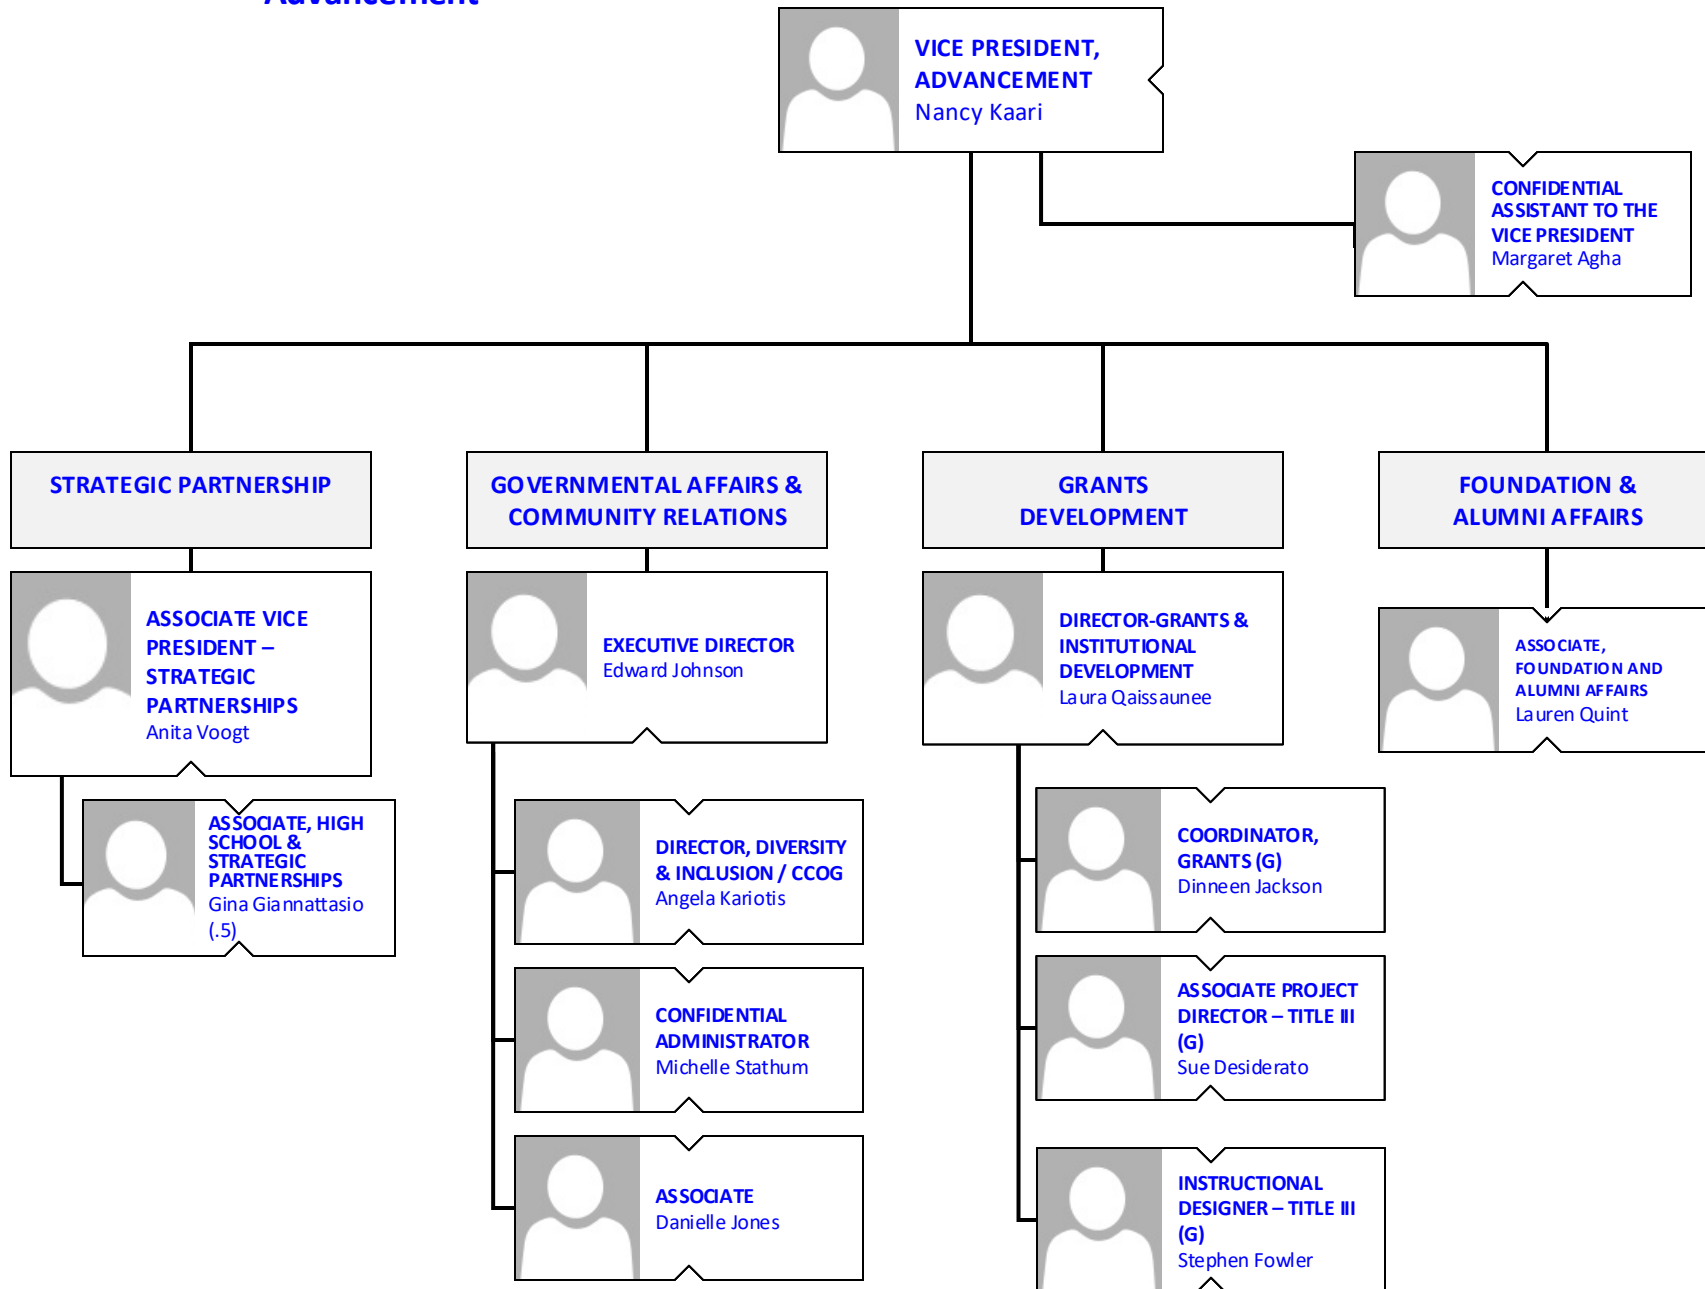 Advancement
VICE PRESIDENT,
ADVANCEMENT
Nancy Kaari
CONFIDENTIAL
ASSISTANT TO THE
VICE PRESIDENT
Margaret Agha
STRATEGIC PARTNERSHIP
GOVERNMENTAL AFFAIRS &
COMMUNITY RELATIONS
GRANTS
DEVELOPMENT
FOUNDATION &
ALUMNI AFFAIRS
ASSOCIATE VICE
PRESIDENT –
STRATEGIC
PARTNERSHIPS
Anita Voogt
EXECUTIVE DIRECTOR
Edward Johnson
DIRECTOR-GRANTS &
INSTITUTIONAL
DEVELOPMENT
Laura Qaissaunee
ASSOCIATE,
FOUNDATION AND
ALUMNI AFFAIRS
Lauren Quint
ASSOCIATE, HIGH
SCHOOL &
STRATEGIC
PARTNERSHIPS
Gina Giannattasio
(.5)
DIRECTOR, DIVERSITY
& INCLUSION / CCOG
Angela Kariotis
COORDINATOR,
GRANTS (G)
Dinneen Jackson
CONFIDENTIAL
ADMINISTRATOR
Michelle Stathum
ASSOCIATE PROJECT
DIRECTOR – TITLE III
(G)
Sue Desiderato
ASSOCIATE
Danielle Jones
INSTRUCTIONAL
DESIGNER – TITLE III
(G)
Stephen Fowler